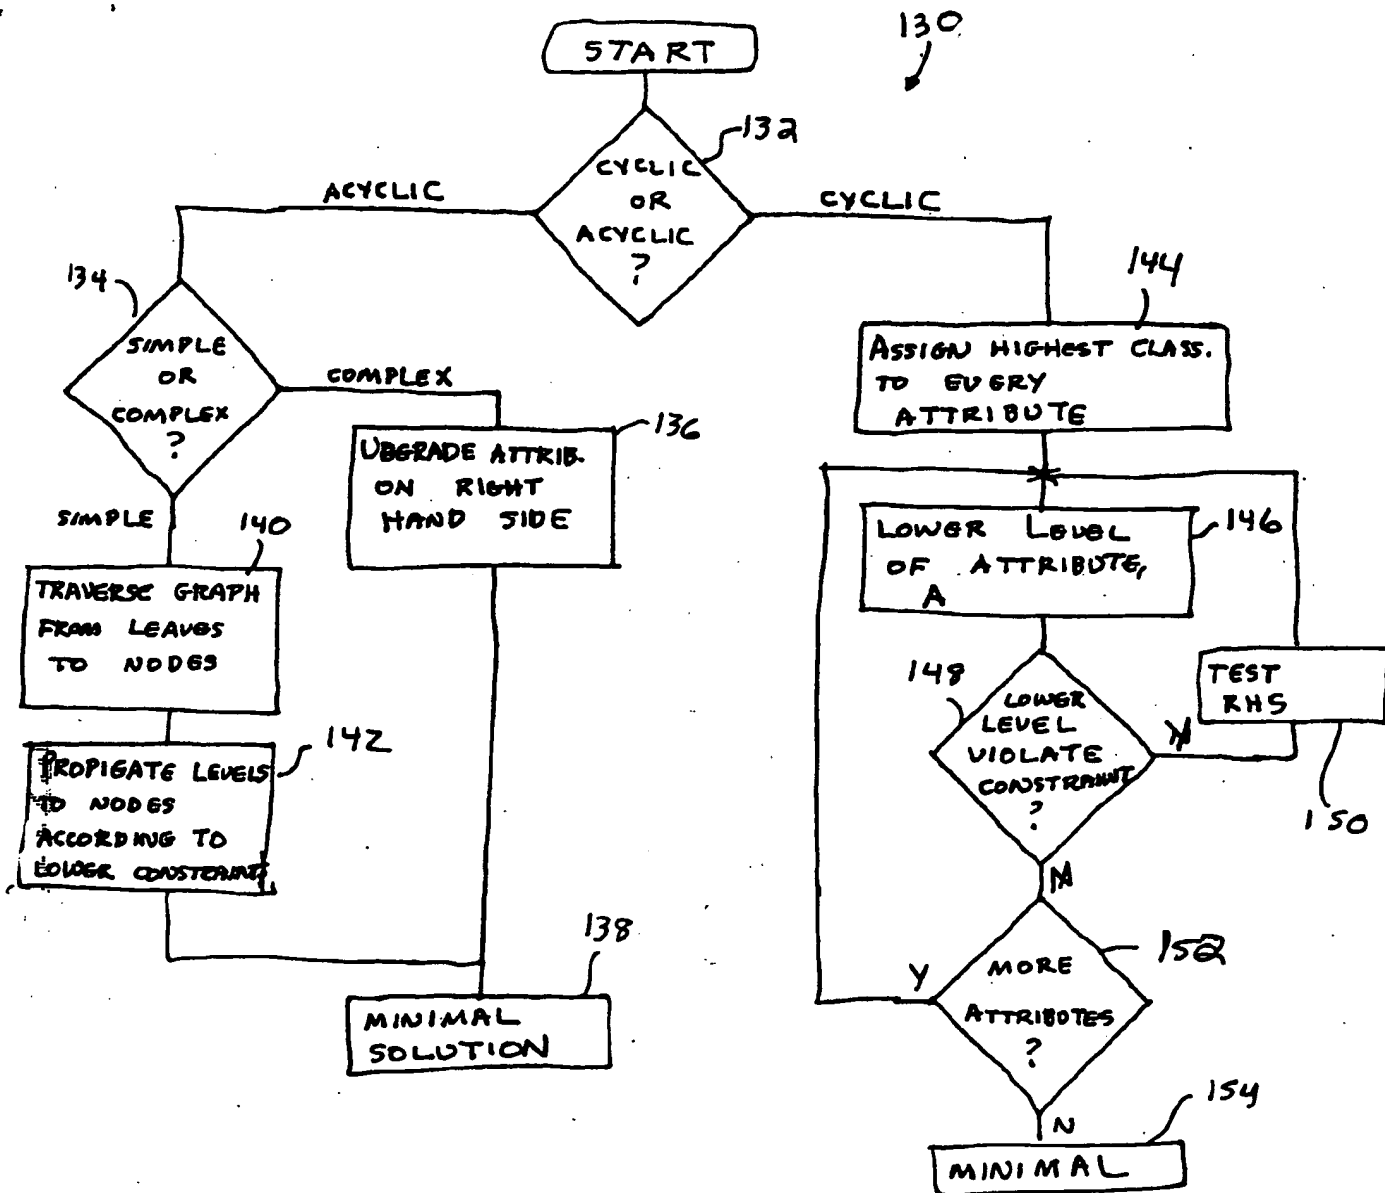 130
START
132
CYCLIC
OR
ACYCLIC
?
ACYCLIC
CYCLIC
134
SIMPLE
OR
COMPLEX
?
COMPLEX
136
UBGRADE ATTRIB.
ON RIGHT
HAND SIDE
SIMPLE
140
TRAVERSE GRAPH
FROM LEAVES
TO NODES
142
PROPIGATE LEVELS
TO NODES
ACCORDING TO
LOWER CONSTRAINTS
138
MINIMAL
SOLUTION
144
ASSIGN HIGHEST CLASS.
TO EVERY
ATTRIBUTE
146
LOWER LEVEL
OF ATTRIBUTE,
A
148
LOWER
LEVEL
VIOLATE
CONSTRAINT
?
TEST
RHS
150
152
MORE
ATTRIBUTES
?
Y
N
154
MINIMAL